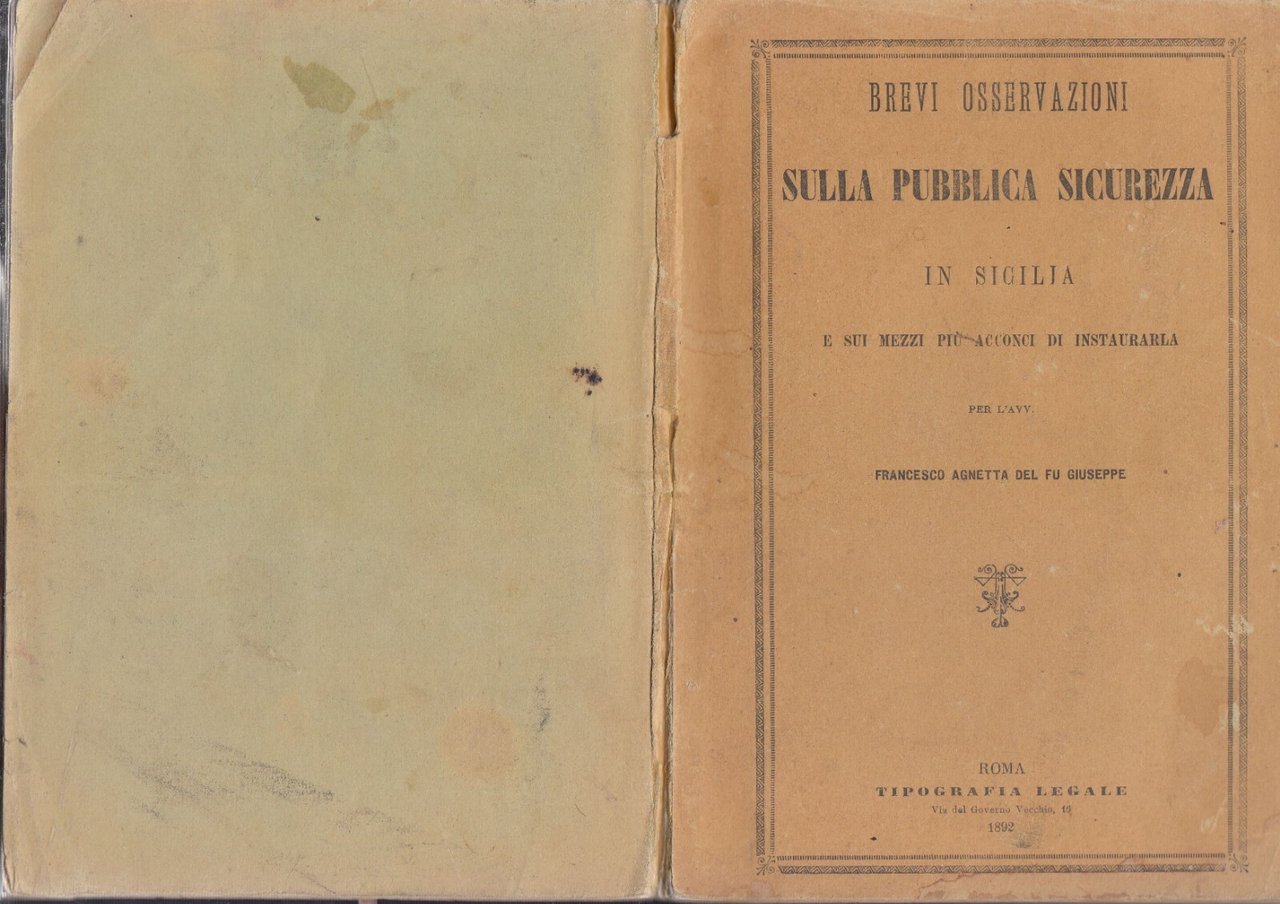 BREVI OSSERVAZIONI
SULLA PUBBLICA SICUREZZA
IN SICILIA
E SUI MEZZI PIÙ ACCONCI DI INSTAURARLA
PER L'AVV.
FRANCESCO AGNETTA DEL FU GIUSEPPE
ROMA
TIPOGRAFIA LEGALE
Via del Governo Vecchio,
1892